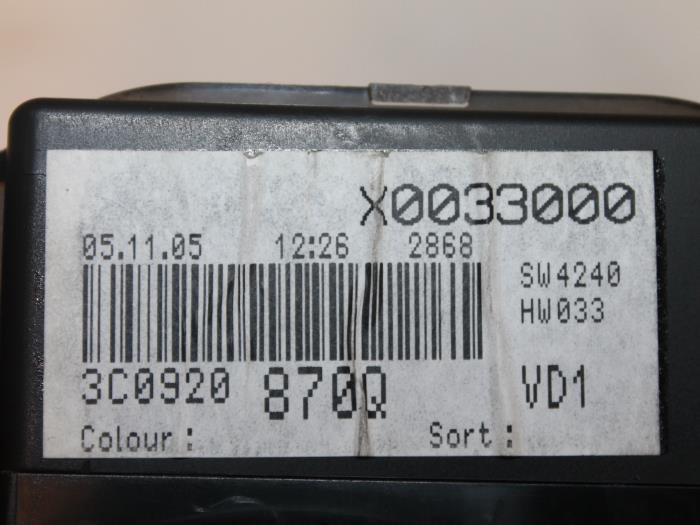 X0033000
05.11.05 12:26 2868
SW4240
HW033
3C0920 870Q VD1
Colour: Sort: